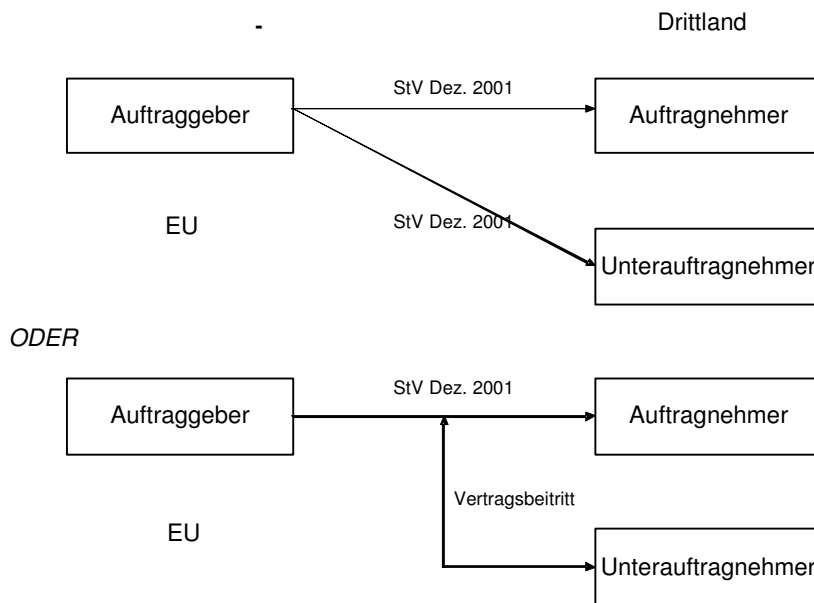 -
Drittland
StV Dez. 2001
Auftraggeber
Auftragnehmer
EU
StV Dez. 2001
Unterauftragnehmer
ODER
StV Dez. 2001
Auftraggeber
Auftragnehmer
Vertragsbeitritt
EU
Unterauftragnehmer